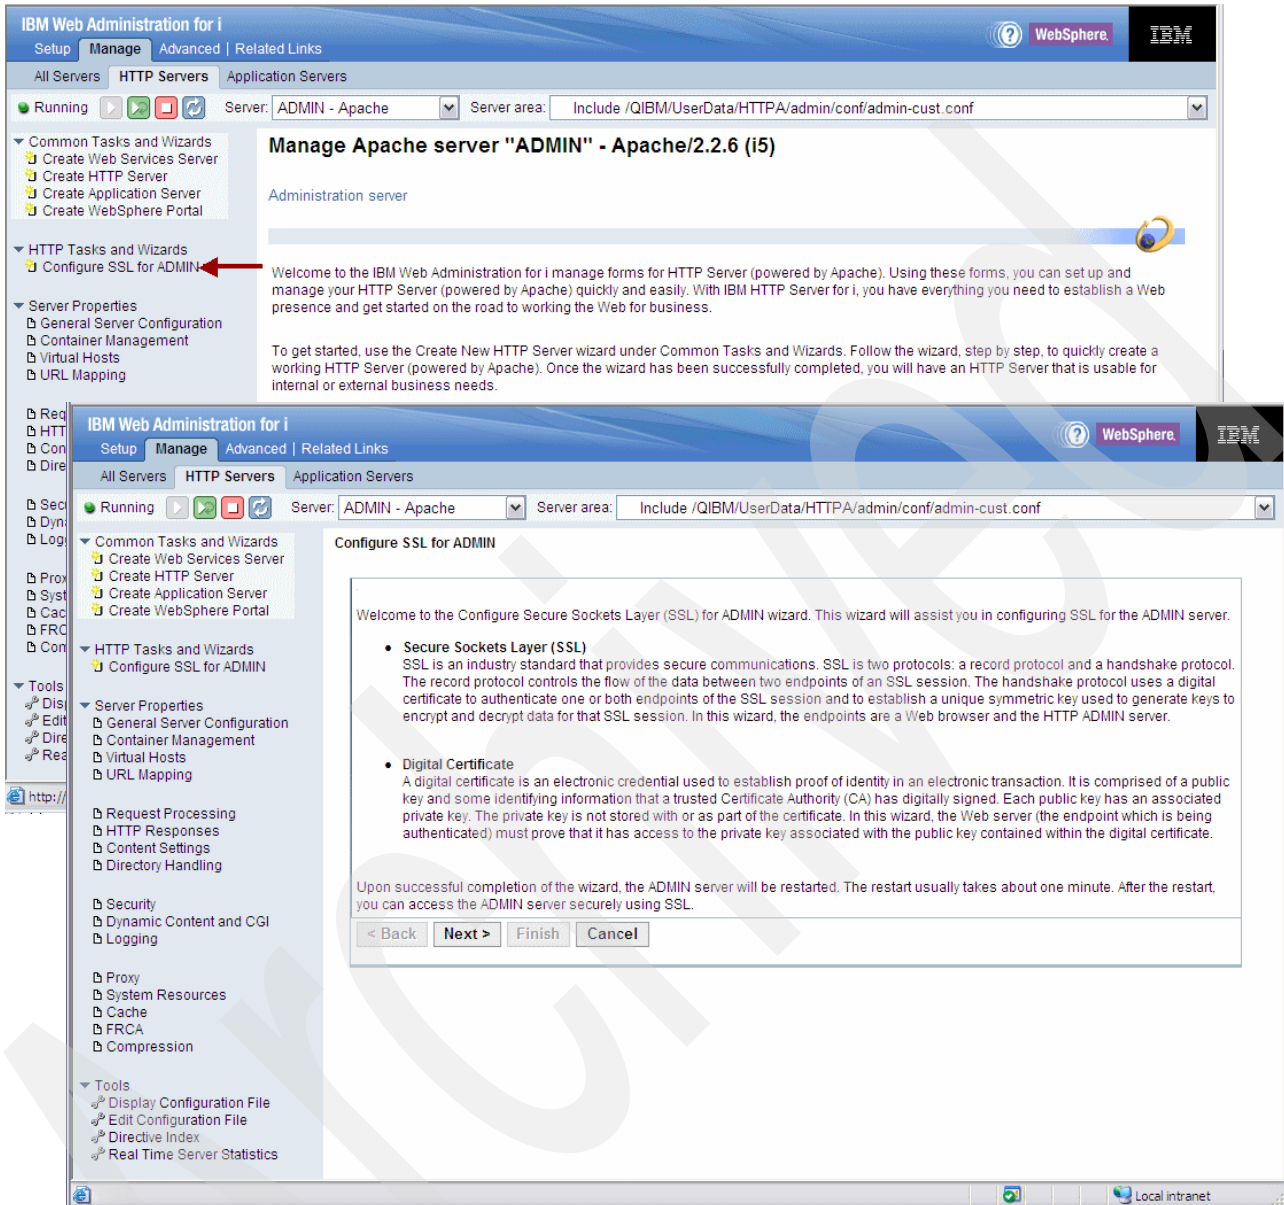 IBM Web Administration for i
Setup Manage Advanced | Related Links
WebSphere. IBM
All Servers HTTP Servers Application Servers
Running Server: ADMIN - Apache Server area: Include /QIBM/UserData/HTTPA/admin/conf/admin-cust.conf
Common Tasks and Wizards
Create Web Services Server
Create HTTP Server
Create Application Server
Create WebSphere Portal
HTTP Tasks and Wizards
Configure SSL for ADMIN
Server Properties
General Server Configuration
Container Management
Virtual Hosts
URL Mapping
Req
HTT
Con
Dire
Secu
Dyna
Log
Prox
Syst
Cac
FRC
Com
Tools
Dis
Edit
Dire
Rea
http://
Manage Apache server "ADMIN" - Apache/2.2.6 (i5)
Administration server
Welcome to the IBM Web Administration for i manage forms for HTTP Server (powered by Apache). Using these forms, you can set up and
manage your HTTP Server (powered by Apache) quickly and easily. With IBM HTTP Server for i, you have everything you need to establish a Web
presence and get started on the road to working the Web for business.
To get started, use the Create New HTTP Server wizard under Common Tasks and Wizards. Follow the wizard, step by step, to quickly create a
working HTTP Server (powered by Apache). Once the wizard has been successfully completed, you will have an HTTP Server that is usable for
internal or external business needs.
IBM Web Administration for i
Setup Manage Advanced | Related Links
WebSphere. IBM
All Servers HTTP Servers Application Servers
Running Server: ADMIN - Apache Server area: Include /QIBM/UserData/HTTPA/admin/conf/admin-cust.conf
Common Tasks and Wizards
Create Web Services Server
Create HTTP Server
Create Application Server
Create WebSphere Portal
HTTP Tasks and Wizards
Configure SSL for ADMIN
Server Properties
General Server Configuration
Container Management
Virtual Hosts
URL Mapping
Request Processing
HTTP Responses
Content Settings
Directory Handling
Security
Dynamic Content and CGI
Logging
Proxy
System Resources
Cache
FRCA
Compression
Tools
Display Configuration File
Edit Configuration File
Directive Index
Real Time Server Statistics
Configure SSL for ADMIN
Welcome to the Configure Secure Sockets Layer (SSL) for ADMIN wizard. This wizard will assist you in configuring SSL for the ADMIN server.
• Secure Sockets Layer (SSL)
SSL is an industry standard that provides secure communications. SSL is two protocols: a record protocol and a handshake protocol.
The record protocol controls the flow of the data between two endpoints of an SSL session. The handshake protocol uses a digital
certificate to authenticate one or both endpoints of the SSL session and to establish a unique symmetric key used to generate keys to
encrypt and decrypt data for that SSL session. In this wizard, the endpoints are a Web browser and the HTTP ADMIN server.
• Digital Certificate
A digital certificate is an electronic credential used to establish proof of identity in an electronic transaction. It is comprised of a public
key and some identifying information that a trusted Certificate Authority (CA) has digitally signed. Each public key has an associated
private key. The private key is not stored with or as part of the certificate. In this wizard, the Web server (the endpoint which is being
authenticated) must prove that it has access to the private key associated with the public key contained within the digital certificate.
Upon successful completion of the wizard, the ADMIN server will be restarted. The restart usually takes about one minute. After the restart,
you can access the ADMIN server securely using SSL.
< Back Next > Finish Cancel
Local intranet
Archived